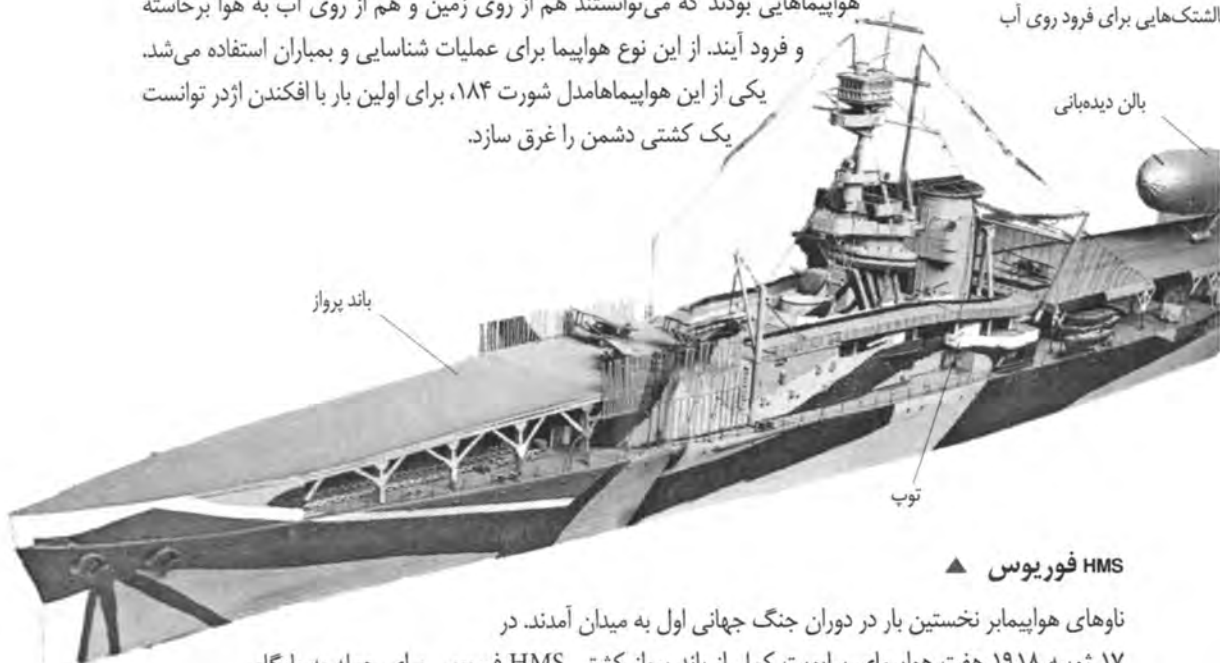 هواپیماهایی بودند که می‌توانستند هم از روی زمین و هم از روی آب به هوا برخاسته
و فرود آیند. از این نوع هواپیما برای عملیات شناسایی و بمباران استفاده می‌شد.
یکی از این هواپیماهامدل شورت ۱۸۴، برای اولین بار با افکندن اژدر توانست
یک کشتی دشمن را غرق سازد.
الشتک‌هایی برای فرود روی آب
بالن دیده‌بانی
باند پرواز
توپ
HMS فوریوس ▲
ناوهای هواپیمابر نخستین بار در دوران جنگ جهانی اول به میدان آمدند. در